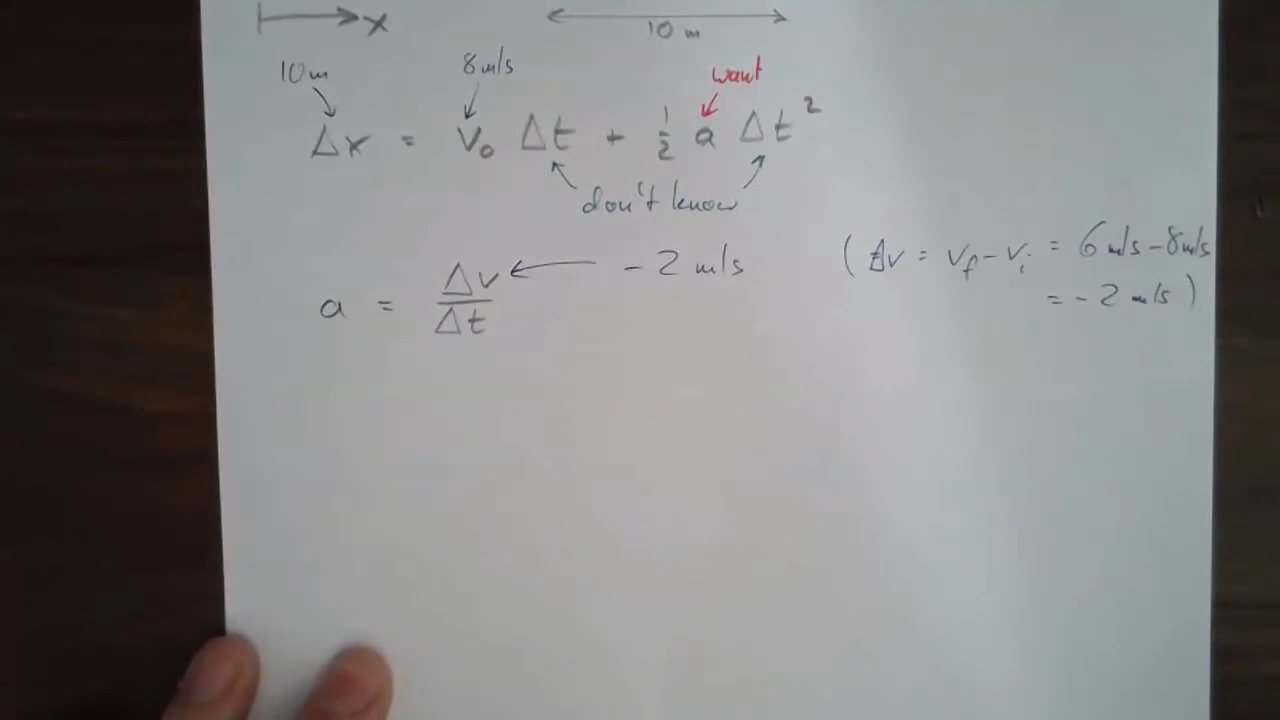 x
10 m
10m 8m/s want
Δx = v₀ Δt + ½ a Δt²
don't know
a = Δv/Δt ← - 2 m/s
(Δv = v_f - v_i = 6 m/s - 8 m/s
= - 2 m/s)